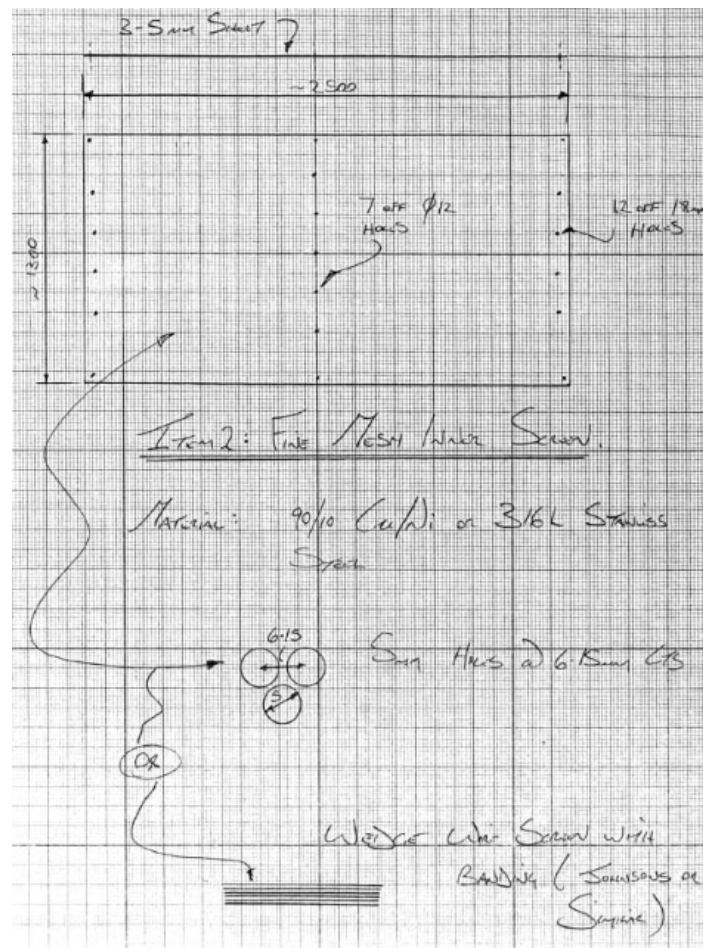 3-5mm Sheet
~2500
7 off Ø12
Holes
12 off 18mm
Holes
~1300
Item 2: Fine Mesh Inner Screen.
Material: 90/10 Cu/Ni or 316L Stainless
Steel
6.15
5mm Holes @ 6.15mm CRS
5
OR
Wedge Wire Screen with
Banding (Johnsons or
Similar)